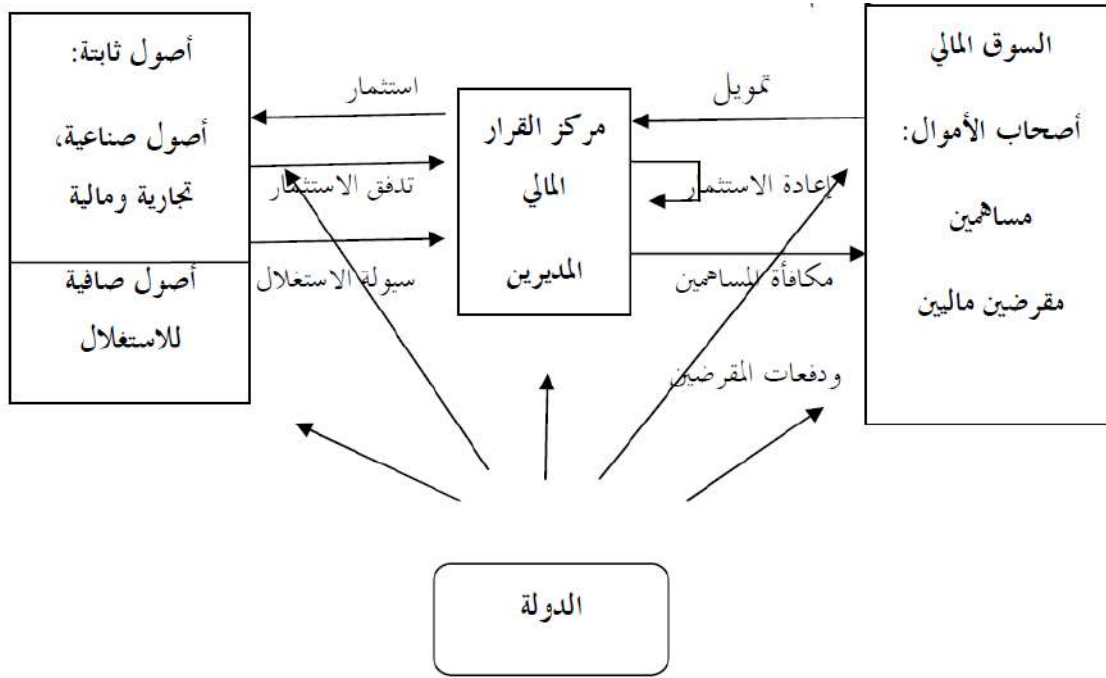 السوق المالي
أصحاب الأموال:
مساهمين
مقرضين ماليين
تمويل
إعادة الاستثمار
مكافأة المساهمين
ودفعات المقرضين
مركز القرار
المالي
المديرين
استثمار
تدفق الاستثمار
سيولة الاستغلال
أصول ثابتة:
أصول صناعية،
تجارية ومالية
أصول صافية
للاستغلال
الدولة